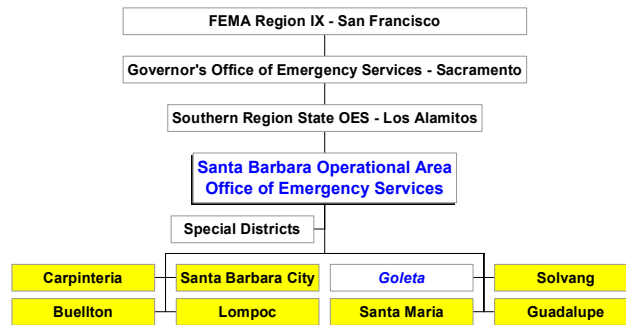 FEMA Region IX - San Francisco
Governor's Office of Emergency Services - Sacramento
Southern Region State OES - Los Alamitos
Santa Barbara Operational Area
Office of Emergency Services
Special Districts
Carpinteria
Santa Barbara City
Goleta
Solvang
Buellton
Lompoc
Santa Maria
Guadalupe